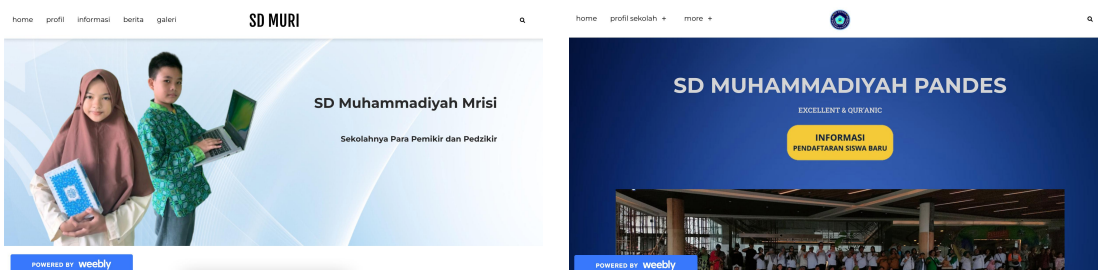 home profil informasi berita galeri
SD MURI
SD Muhammadiyah Mrisi
Sekolahnya Para Pemikir dan Pedzikir
POWERED BY weebly
home profil sekolah + more +
SD MUHAMMADIYAH PANDES
EXCELLENT & QUR'ANIC
INFORMASI
PENDAFTARAN SISWA BARU
POWERED BY weebly